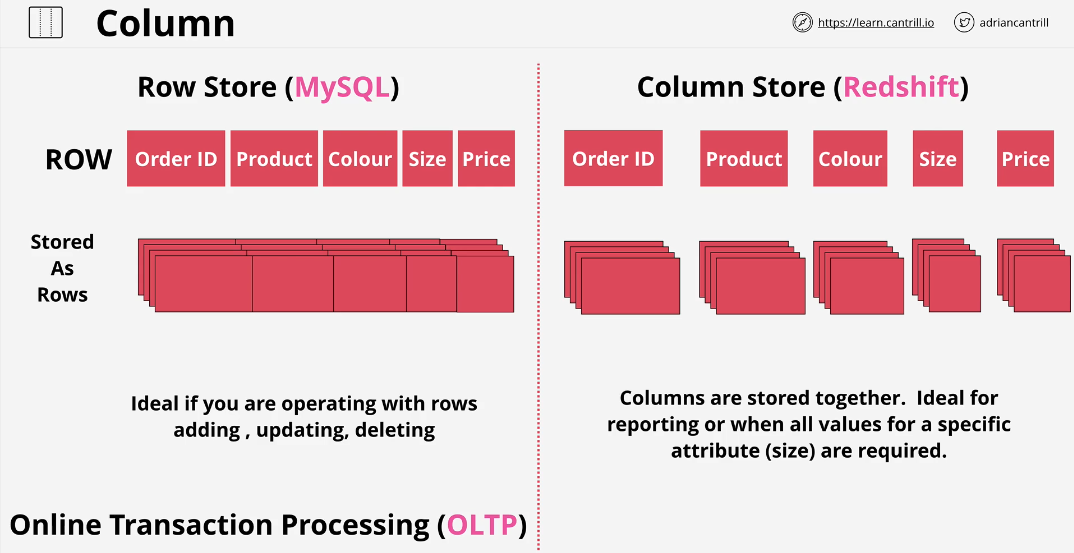 Column
https://learn.cantrill.io
adriancantrill
Row Store (MySQL)
ROW
Order ID
Product
Colour
Size
Price
Stored
As
Rows
Ideal if you are operating with rows
adding , updating, deleting
Online Transaction Processing (OLTP)
Column Store (Redshift)
Order ID
Product
Colour
Size
Price
Columns are stored together.  Ideal for
reporting or when all values for a specific
attribute (size) are required.